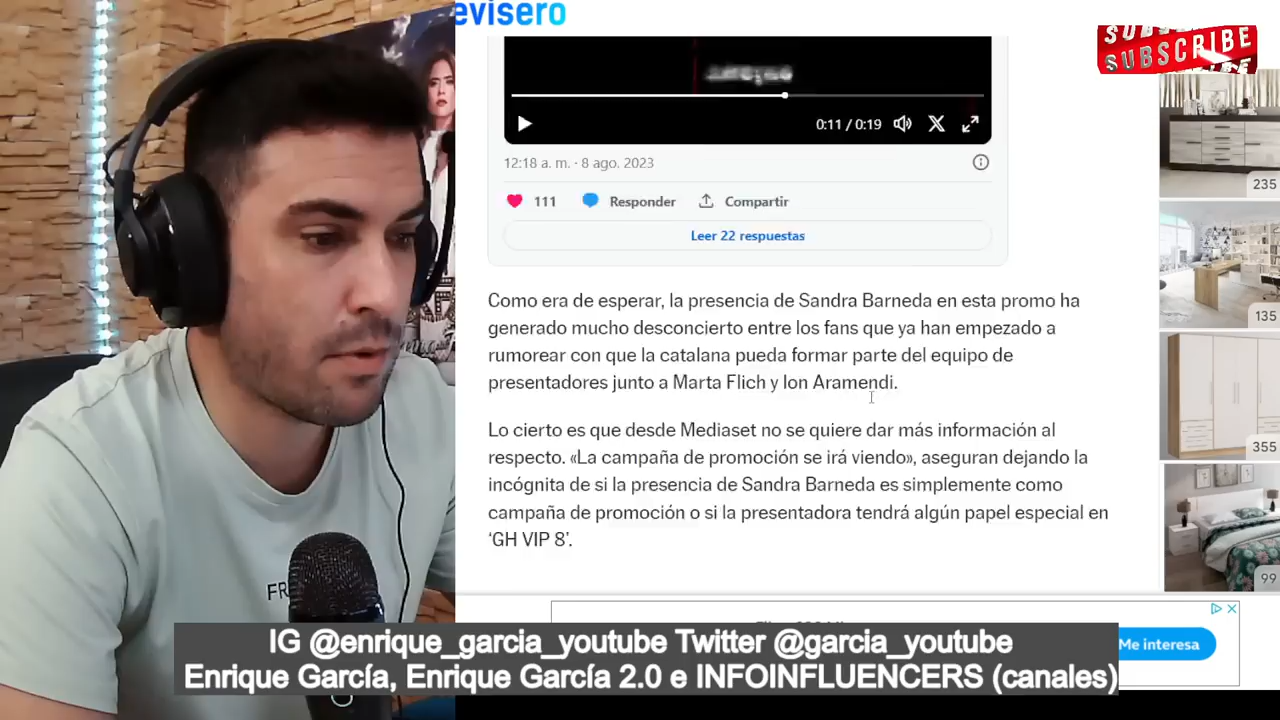 evisero
SUBSCRIBE
0:11 / 0:19
12:18 a. m. · 8 ago. 2023
111 Responder Compartir
Leer 22 respuestas
Como era de esperar, la presencia de Sandra Barneda en esta promo ha
generado mucho desconcierto entre los fans que ya han empezado a
rumorear con que la catalana pueda formar parte del equipo de
presentadores junto a Marta Flich y Ion Aramendi.
Lo cierto es que desde Mediaset no se quiere dar más información al
respecto. «La campaña de promoción se irá viendo», aseguran dejando la
incógnita de si la presencia de Sandra Barneda es simplemente como
campaña de promoción o si la presentadora tendrá algún papel especial en
‘GH VIP 8’.
235
135
355
99
Me interesa
FR
IG @enrique_garcia_youtube Twitter @garcia_youtube
Enrique García, Enrique García 2.0 e INFOINFLUENCERS (canales)